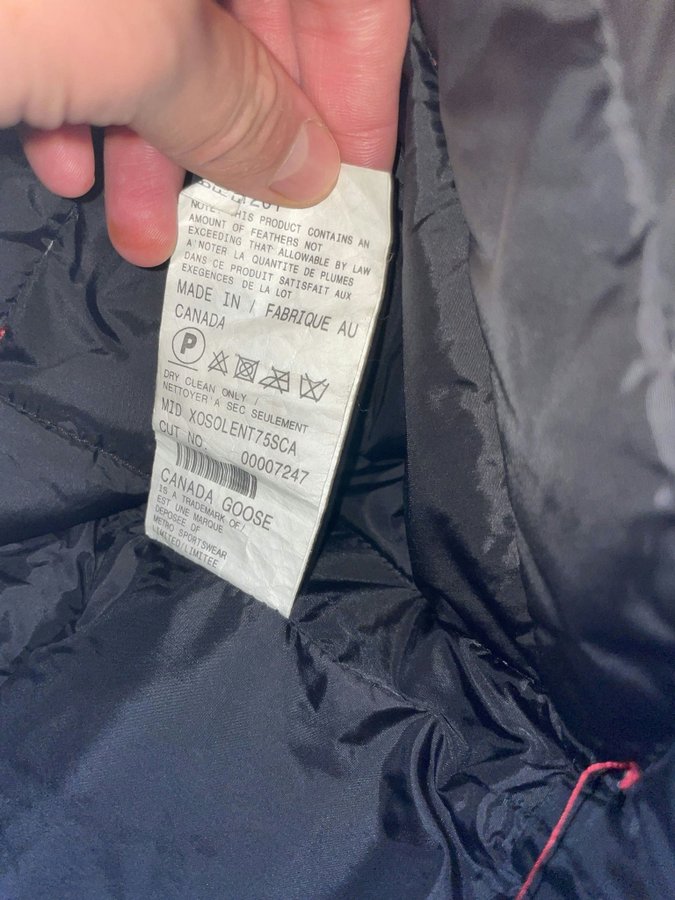 NOTE: THIS PRODUCT CONTAINS AN
AMOUNT OF FEATHERS NOT
EXCEEDING THAT ALLOWABLE BY LAW
A NOTER LA QUANTITE DE PLUMES
DANS CE PRODUIT SATISFAIT AUX
EXEGENCES DE LA LOT
MADE IN / FABRIQUE AU
CANADA
P
DRY CLEAN ONLY /
NETTOYER A SEC SEULEMENT
MID XOSOLENT75SCA
CUT NO. 00007247
CANADA GOOSE
IS A TRADEMARK OF/
EST UNE MARQUE
DEPOSEE OF
METRO SPORTSWEAR
LIMITED/LIMITEE